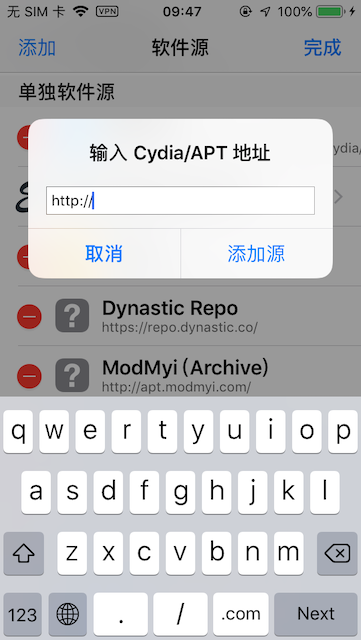 无 SIM 卡 VPN 09:47 100%
添加 软件源 完成
单独软件源
输入 Cydia/APT 地址
ydia/
http://
取消 添加源
Dynastic Repo
https://repo.dynastic.co/
ModMyi (Archive)
http://apt.modmyi.com/
q w e r t y u i o p
a s d f g h j k l
z x c v b n m
123 . / .com Next